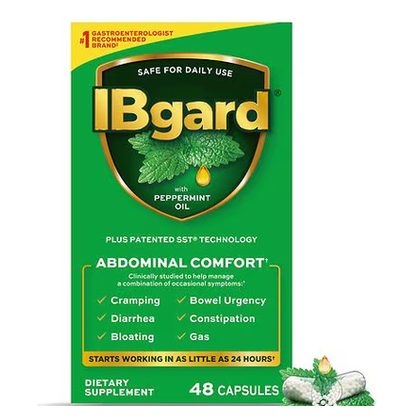 #1 GASTROENTEROLOGIST
RECOMMENDED
BRAND‡
SAFE FOR DAILY USE
IBgard®
with
PEPPERMINT
OIL
PLUS PATENTED SST® TECHNOLOGY
ABDOMINAL COMFORT†
Clinically studied to help manage
a combination of occasional symptoms:*
Cramping
Bowel Urgency
Diarrhea
Constipation
Bloating
Gas
STARTS WORKING IN AS LITTLE AS 24 HOURS†
DIETARY
SUPPLEMENT
48 CAPSULES